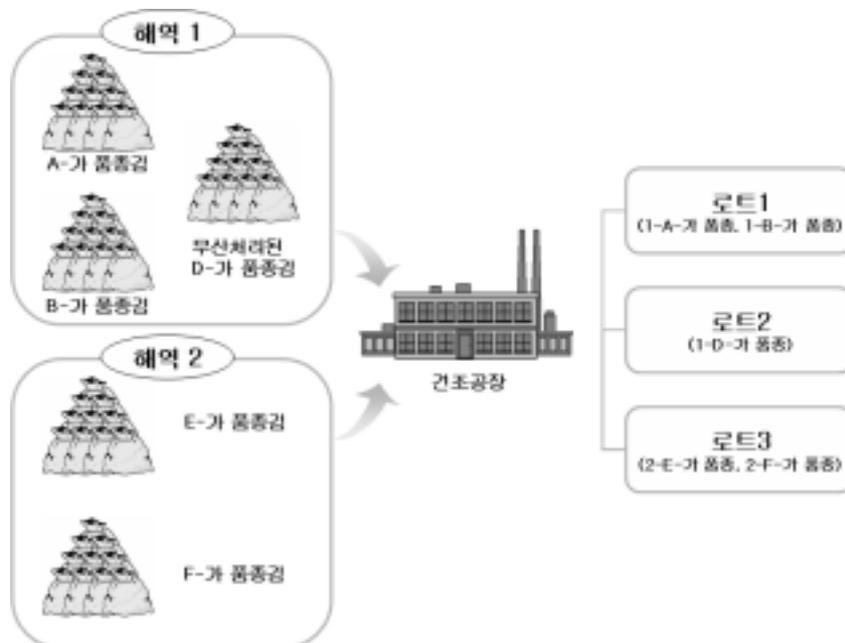 해역 1
A-가 품종김
무산처리된
D-가 품종김
B-가 품종김
해역 2
E-가 품종김
F-가 품종김
건조공장
로트1
(1-A-가 품종, 1-B-가 품종)
로트2
(1-D-가 품종)
로트3
(2-E-가 품종, 2-F-가 품종)